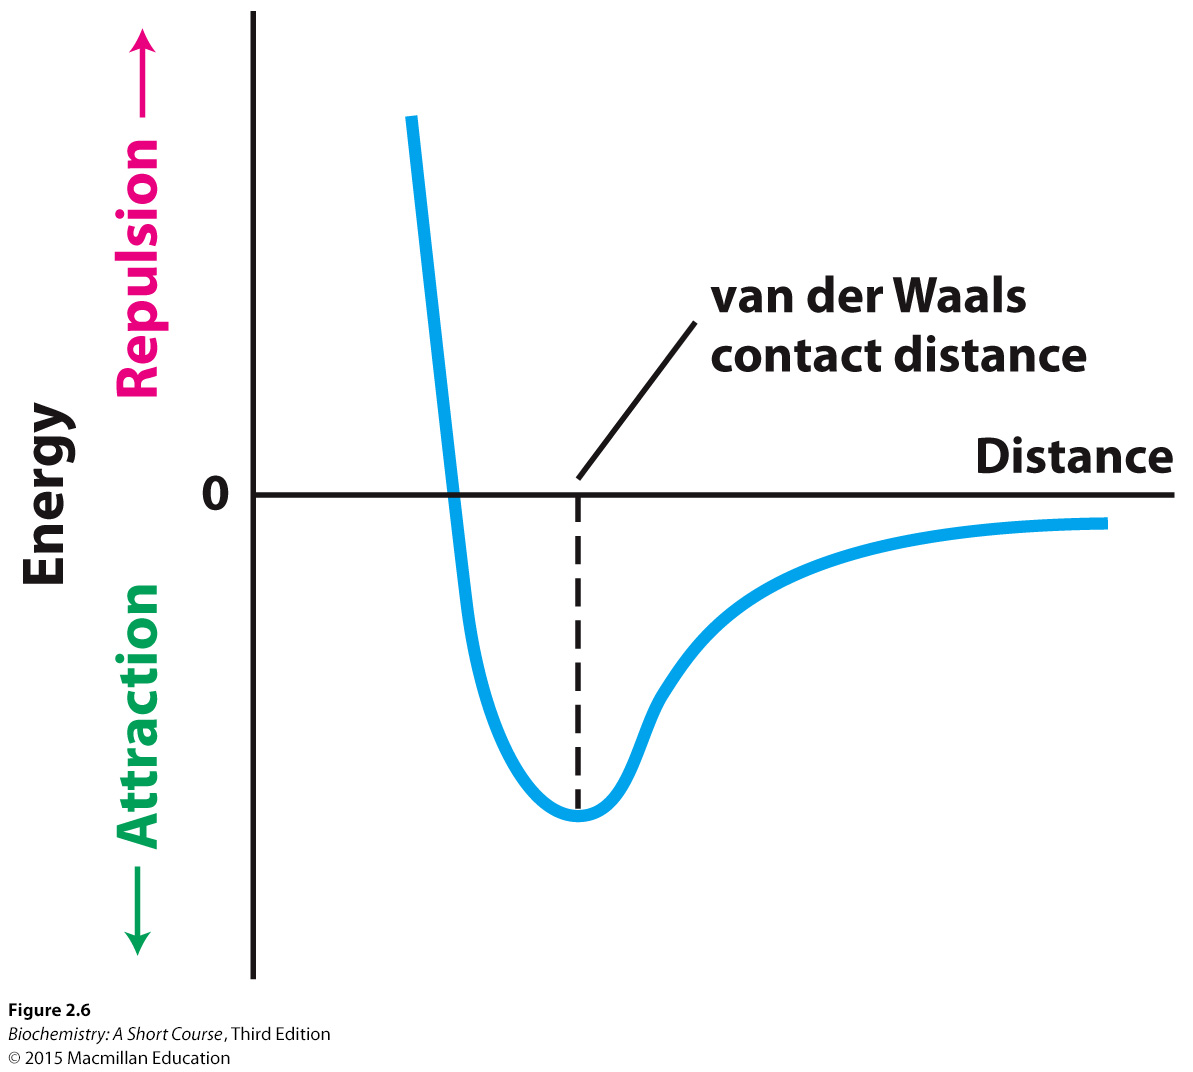 Repulsion
Energy
Attraction
0
van der Waals
contact distance
Distance
Figure 2.6
Biochemistry: A Short Course, Third Edition
© 2015 Macmillan Education